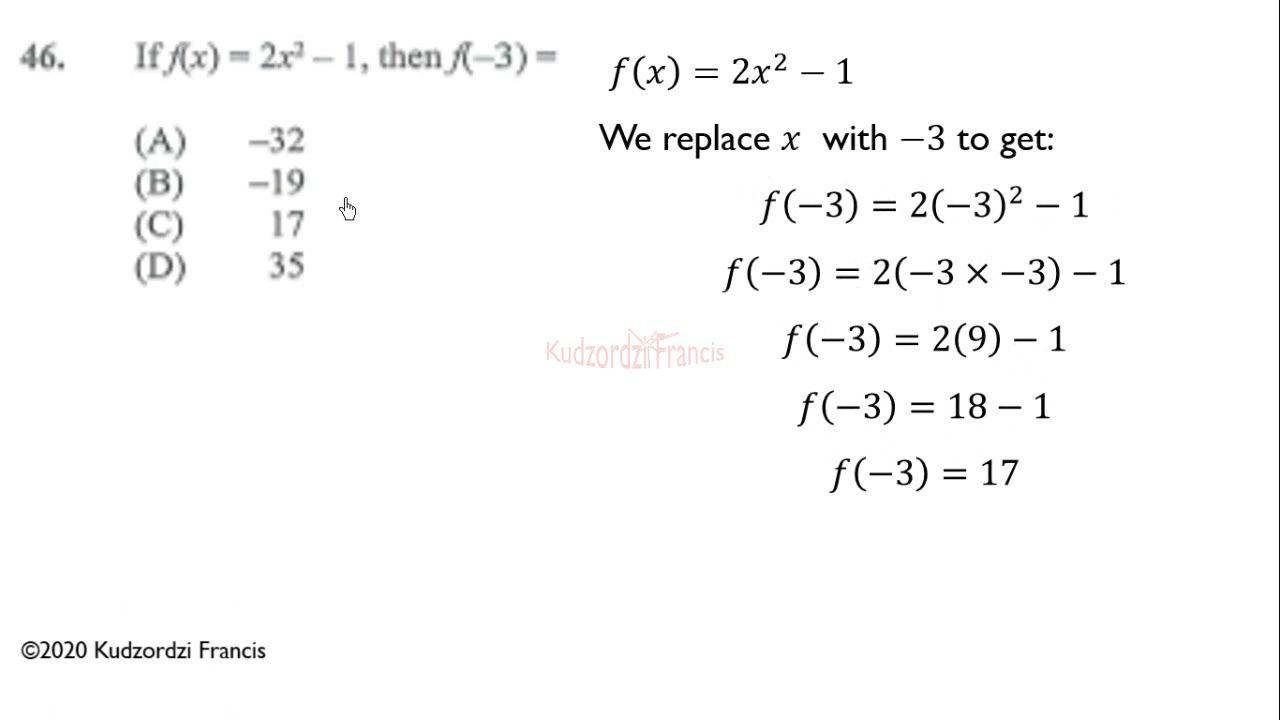 46. If f(x) = 2x² – 1, then f(–3) =
(A) –32
(B) –19
(C) 17
(D) 35
f(x) = 2x² − 1
We replace x with −3 to get:
f(−3) = 2(−3)² − 1
f(−3) = 2(−3 × −3) − 1
f(−3) = 2(9) − 1
f(−3) = 18 − 1
f(−3) = 17
Kudzordzi Francis
©2020 Kudzordzi Francis